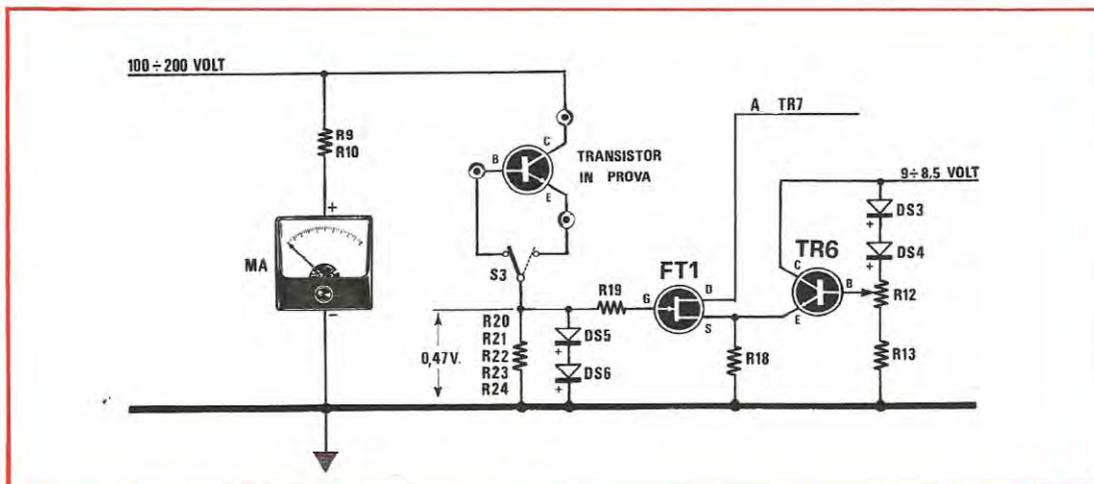 100÷200 VOLT
R9
R10
+
MA
-
C
B
E
TRANSISTOR
IN PROVA
S3
0,47 V.
R20
R21
R22
R23
R24
DS5
+
DS6
+
R19
G
FT1
D
S
A TR7
R18
9÷8.5 VOLT
TR6
C
B
E
DS3
+
DS4
+
R12
R13